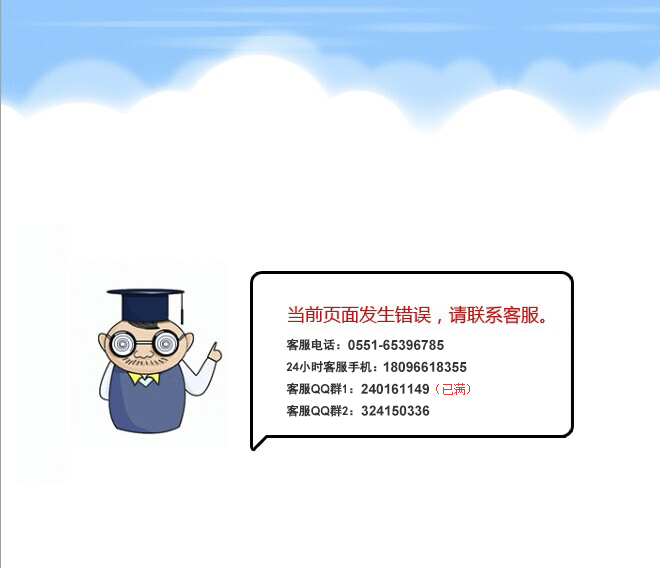 当前页面发生错误，请联系客服。
客服电话：0551-65396785
24小时客服手机：18096618355
客服QQ群1：240161149（已满）
客服QQ群2：324150336